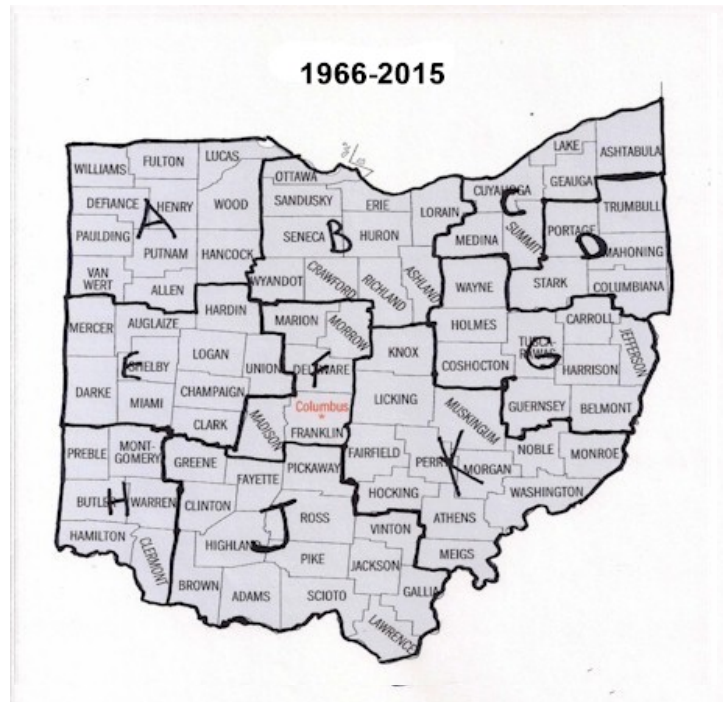 1966-2015
WILLIAMS
FULTON
LUCAS
OTTAWA
LAKE
ASHTABULA
GEAUGA
CUYAHOGA
C
DEFIANCE
HENRY
WOOD
SANDUSKY
ERIE
LORAIN
A
MEDINA
SUMMIT
PORTAGE
TRUMBULL
D
MAHONING
PAULDING
PUTNAM
HANCOCK
SENECA
B
HURON
VAN
WERT
ALLEN
WYANDOT
CRAWFORD
RICHLAND
ASHLAND
WAYNE
STARK
COLUMBIANA
MERCER
AUGLAIZE
HARDIN
MARION
MORROW
HOLMES
TUSCA-
RAWAS
G
CARROLL
JEFFERSON
E
SHELBY
LOGAN
UNION
DELAWARE
KNOX
COSHOCTON
HARRISON
DARKE
MIAMI
CHAMPAIGN
Columbus
LICKING
MUSKINGUM
GUERNSEY
BELMONT
CLARK
MADISON
FRANKLIN
PREBLE
MONT-
GOMERY
GREENE
FAYETTE
PICKAWAY
FAIRFIELD
PERRY
K
MORGAN
NOBLE
MONROE
BUTLER
H
WARREN
CLINTON
J
ROSS
HOCKING
WASHINGTON
ATHENS
HAMILTON
CLERMONT
HIGHLAND
VINTON
MEIGS
BROWN
ADAMS
PIKE
JACKSON
SCIOTO
GALLIA
LAWRENCE